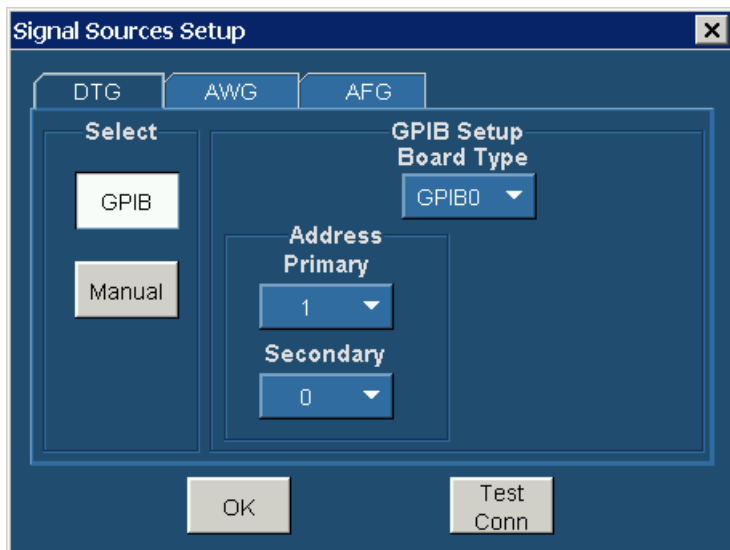 Signal Sources Setup
DTG
AWG
AFG
Select
GPIB
Manual
GPIB Setup
Board Type
GPIB0
Address
Primary
1
Secondary
0
OK
Test
Conn